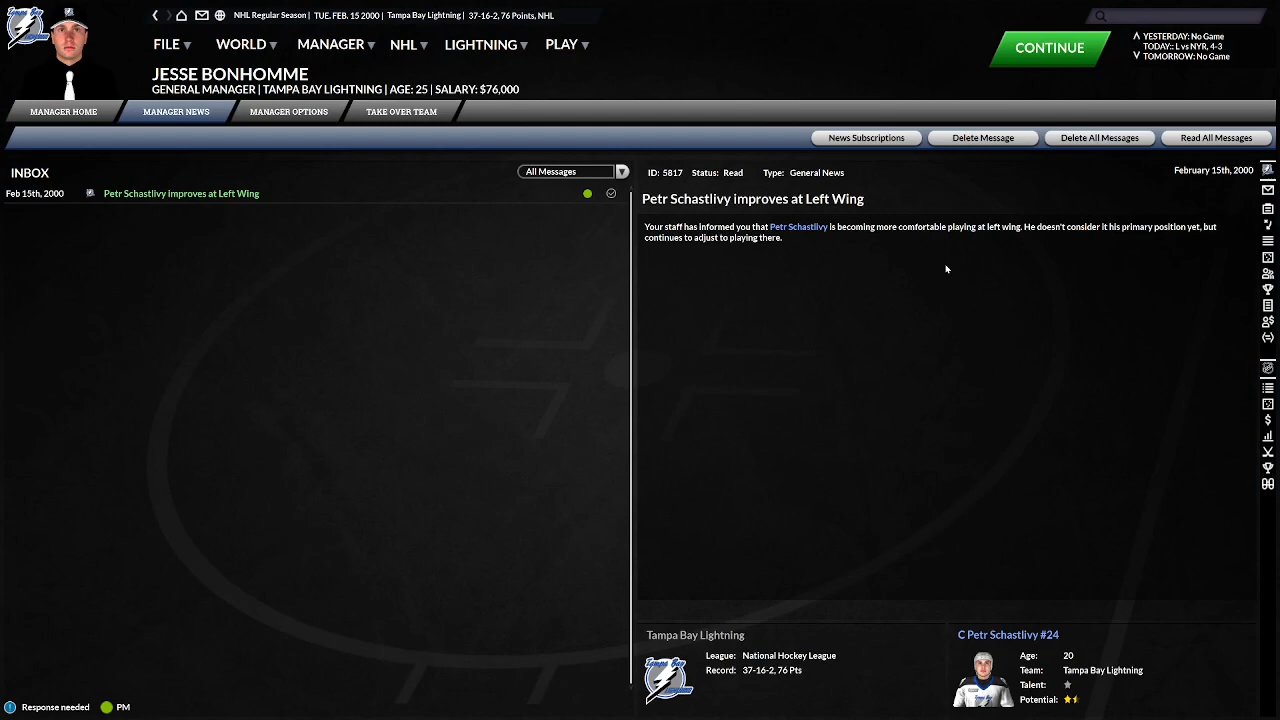 NHL Regular Season | TUE. FEB. 15 2000 | Tampa Bay Lightning | 37-16-2, 76 Points, NHL
FILE WORLD MANAGER NHL LIGHTNING PLAY
CONTINUE
YESTERDAY: No Game
TODAY:: L vs NYR, 4-3
TOMORROW: No Game
JESSE BONHOMME
GENERAL MANAGER | TAMPA BAY LIGHTNING | AGE: 25 | SALARY: $76,000
MANAGER HOME MANAGER NEWS MANAGER OPTIONS TAKE OVER TEAM
News Subscriptions Delete Message Delete All Messages Read All Messages
INBOX All Messages
Feb 15th, 2000 Petr Schastlivy improves at Left Wing
ID: 5817 Status: Read Type: General News February 15th, 2000
Petr Schastlivy improves at Left Wing
Your staff has informed you that Petr Schastlivy is becoming more comfortable playing at left wing. He doesn't consider it his primary position yet, but
continues to adjust to playing there.
Tampa Bay Lightning
League: National Hockey League
Record: 37-16-2, 76 Pts
C Petr Schastlivy #24
Age: 20
Team: Tampa Bay Lightning
Talent:
Potential:
Response needed PM